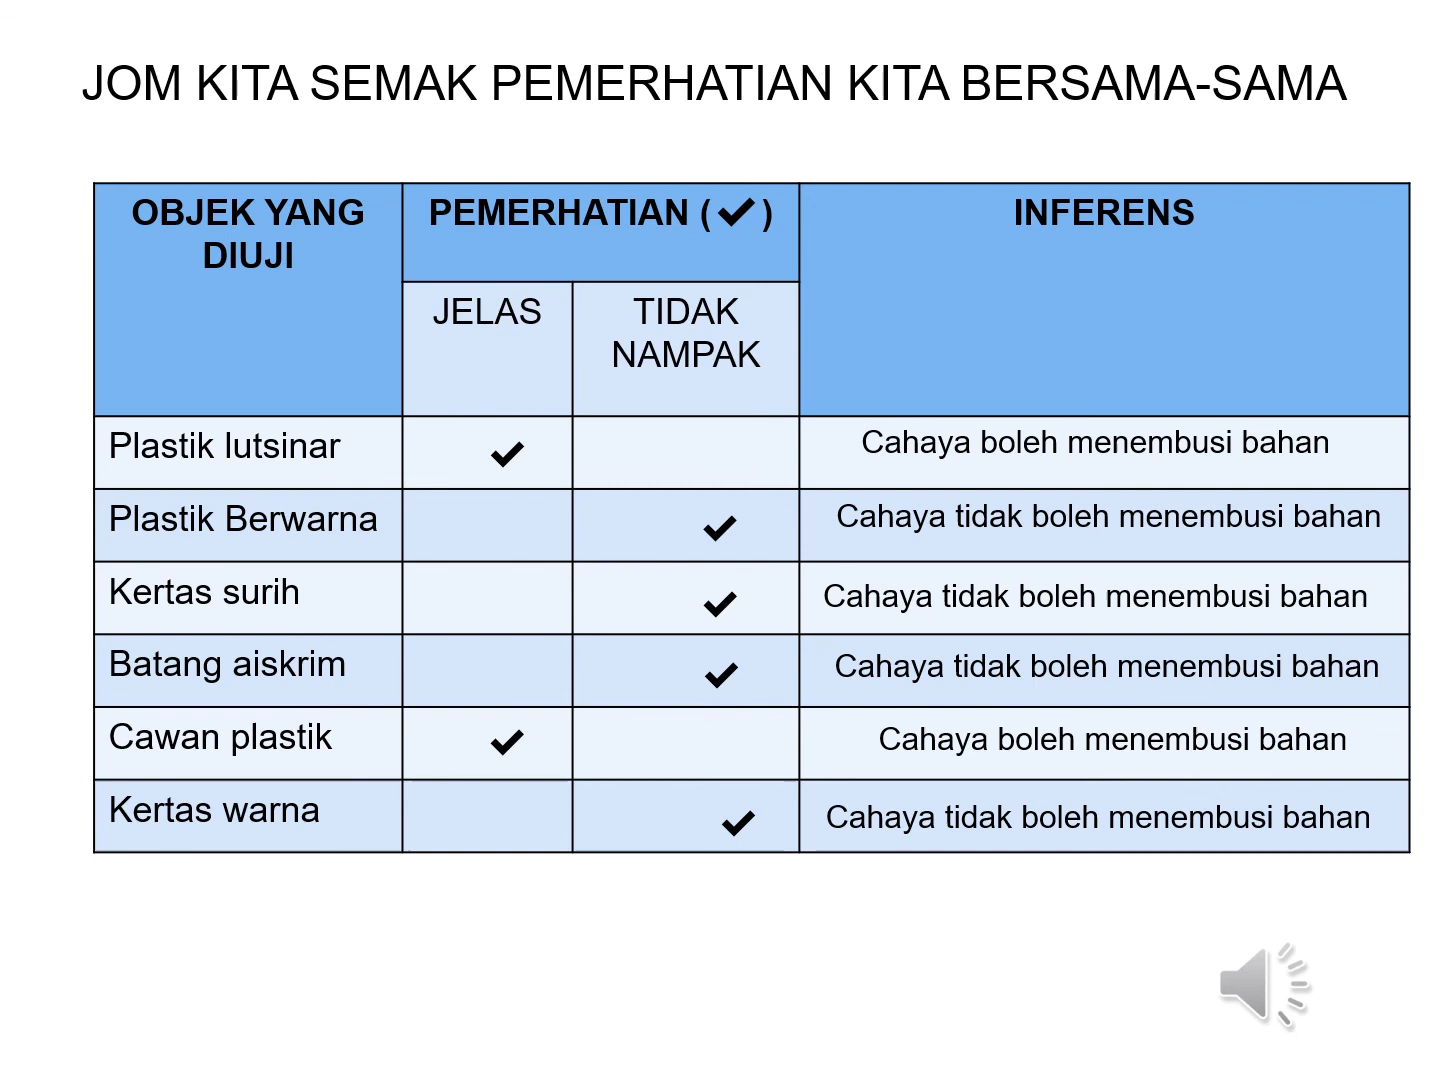 JOM KITA SEMAK PEMERHATIAN KITA BERSAMA-SAMA
OBJEK YANG
DIUJI
PEMERHATIAN (✔)
INFERENS
JELAS
TIDAK
NAMPAK
Plastik lutsinar
✔
Cahaya boleh menembusi bahan
Plastik Berwarna
✔
Cahaya tidak boleh menembusi bahan
Kertas surih
✔
Cahaya tidak boleh menembusi bahan
Batang aiskrim
✔
Cahaya tidak boleh menembusi bahan
Cawan plastik
✔
Cahaya boleh menembusi bahan
Kertas warna
✔
Cahaya tidak boleh menembusi bahan